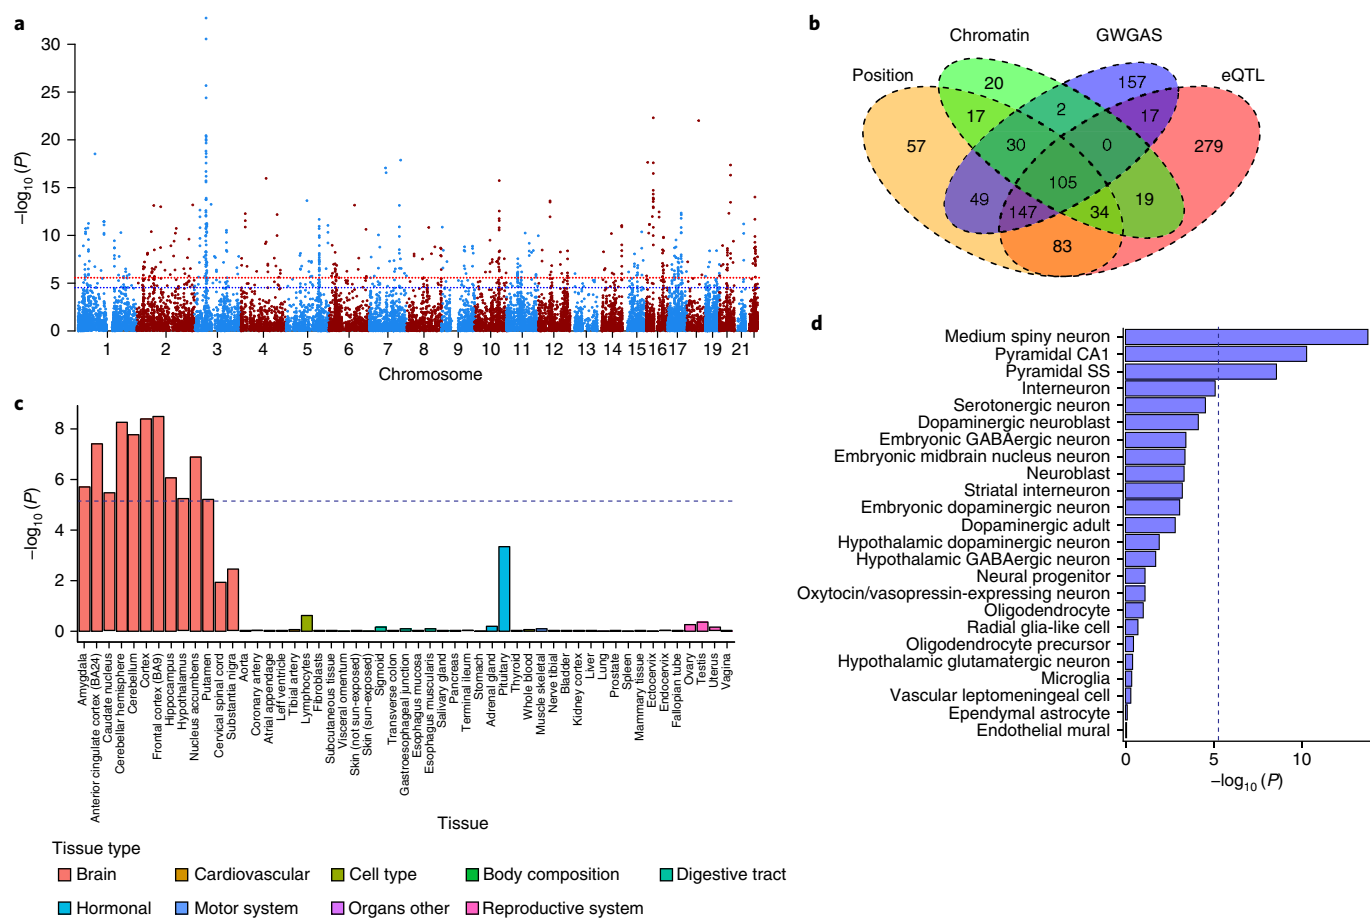 a
30
25
20
15
10
5
0
–log10 (P)
1 2 3 4 5 6 7 8 9 10 11 12 13 14 15 16 17 19 21
Chromosome
b
Chromatin
GWGAS
Position
eQTL
20
157
17
2
17
57
30
0
279
105
49
147
34
19
83
c
8
6
4
2
0
–log10 (P)
Amygdala
Anterior cingulate cortex (BA24)
Caudate nucleus
Cerebellar hemisphere
Cerebellum
Cortex
Frontal cortex (BA9)
Hippocampus
Hypothalamus
Nucleus accumbens
Putamen
Cervical spinal cord
Substantia nigra
Aorta
Coronary artery
Atrial appendage
Left ventricle
Tibial artery
Lymphocytes
Fibroblasts
Subcutaneous tissue
Visceral omentum
Skin (not sun-exposed)
Skin (sun-exposed)
Sigmoid
Transverse colon
Gastroesophageal junction
Esophagus mucosa
Esophagus muscularis
Salivary gland
Pancreas
Terminal ileum
Stomach
Adrenal gland
Pituitary
Thyroid
Whole blood
Muscle skeletal
Nerve tibial
Bladder
Kidney cortex
Liver
Lung
Prostate
Spleen
Mammary tissue
Ectocervix
Endocervix
Fallopian tube
Ovary
Testis
Uterus
Vagina
Tissue
Tissue type
Brain
Cardiovascular
Cell type
Body composition
Digestive tract
Hormonal
Motor system
Organs other
Reproductive system
d
Medium spiny neuron
Pyramidal CA1
Pyramidal SS
Interneuron
Serotonergic neuron
Dopaminergic neuroblast
Embryonic GABAergic neuron
Embryonic midbrain nucleus neuron
Neuroblast
Striatal interneuron
Embryonic dopaminergic neuron
Dopaminergic adult
Hypothalamic dopaminergic neuron
Hypothalamic GABAergic neuron
Neural progenitor
Oxytocin/vasopressin-expressing neuron
Oligodendrocyte
Radial glia-like cell
Oligodendrocyte precursor
Hypothalamic glutamatergic neuron
Microglia
Vascular leptomeningeal cell
Ependymal astrocyte
Endothelial mural
0 5 10
–log10 (P)